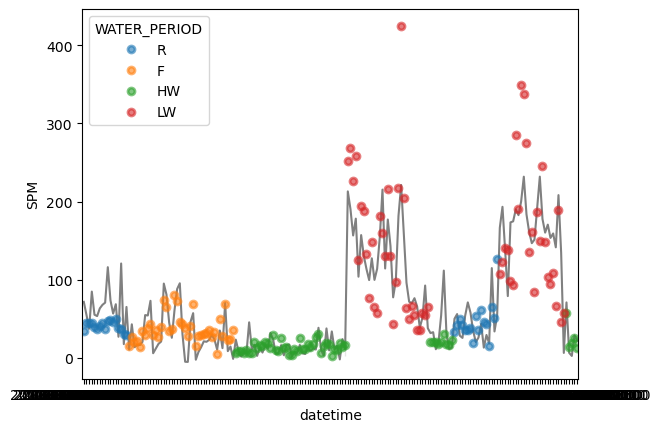 WATER_PERIOD
R
F
HW
LW
400
300
200
100
0
SPM
datetime